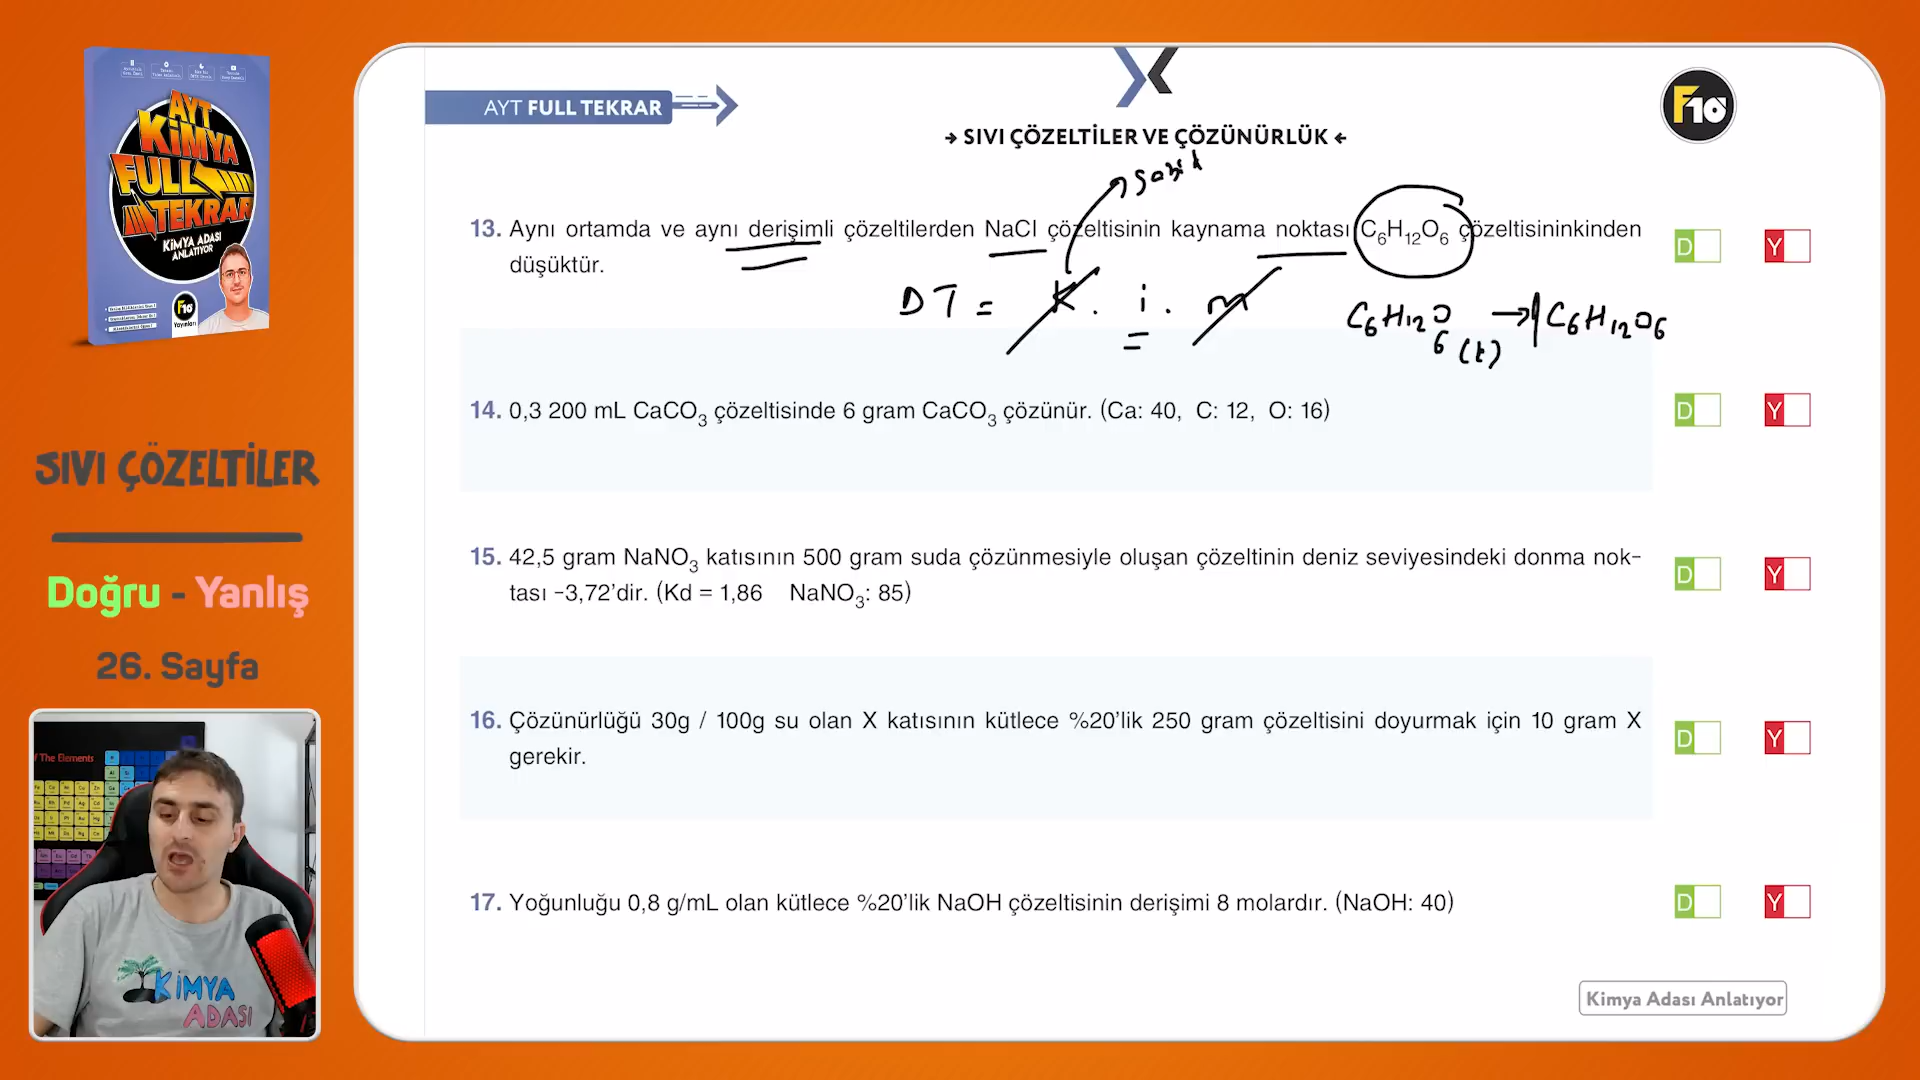 AYT
KİMYA
FULL
TEKRAR
KİMYA ADASI
ANLATIYOR
F10
Yayınları
SIVI ÇÖZELTİLER
Doğru - Yanlış
26. Sayfa
The Elements
KİMYA
ADASI
AYT FULL TEKRAR
F10
→ SIVI ÇÖZELTİLER VE ÇÖZÜNÜRLÜK ←
Sabit
13. Aynı ortamda ve aynı derişimli çözeltilerden NaCl çözeltisinin kaynama noktası C₆H₁₂O₆ çözeltisininkinden
düşüktür.
D Y
DT = K . i . m
C₆H₁₂O₆(k) → C₆H₁₂O₆
14. 0,3 200 mL CaCO₃ çözeltisinde 6 gram CaCO₃ çözünür. (Ca: 40, C: 12, O: 16)
D Y
15. 42,5 gram NaNO₃ katısının 500 gram suda çözünmesiyle oluşan çözeltinin deniz seviyesindeki donma nok-
tası -3,72'dir. (Kd = 1,86 NaNO₃: 85)
D Y
16. Çözünürlüğü 30g / 100g su olan X katısının kütlece %20'lik 250 gram çözeltisini doyurmak için 10 gram X
gerekir.
D Y
17. Yoğunluğu 0,8 g/mL olan kütlece %20'lik NaOH çözeltisinin derişimi 8 molardır. (NaOH: 40)
D Y
Kimya Adası Anlatıyor